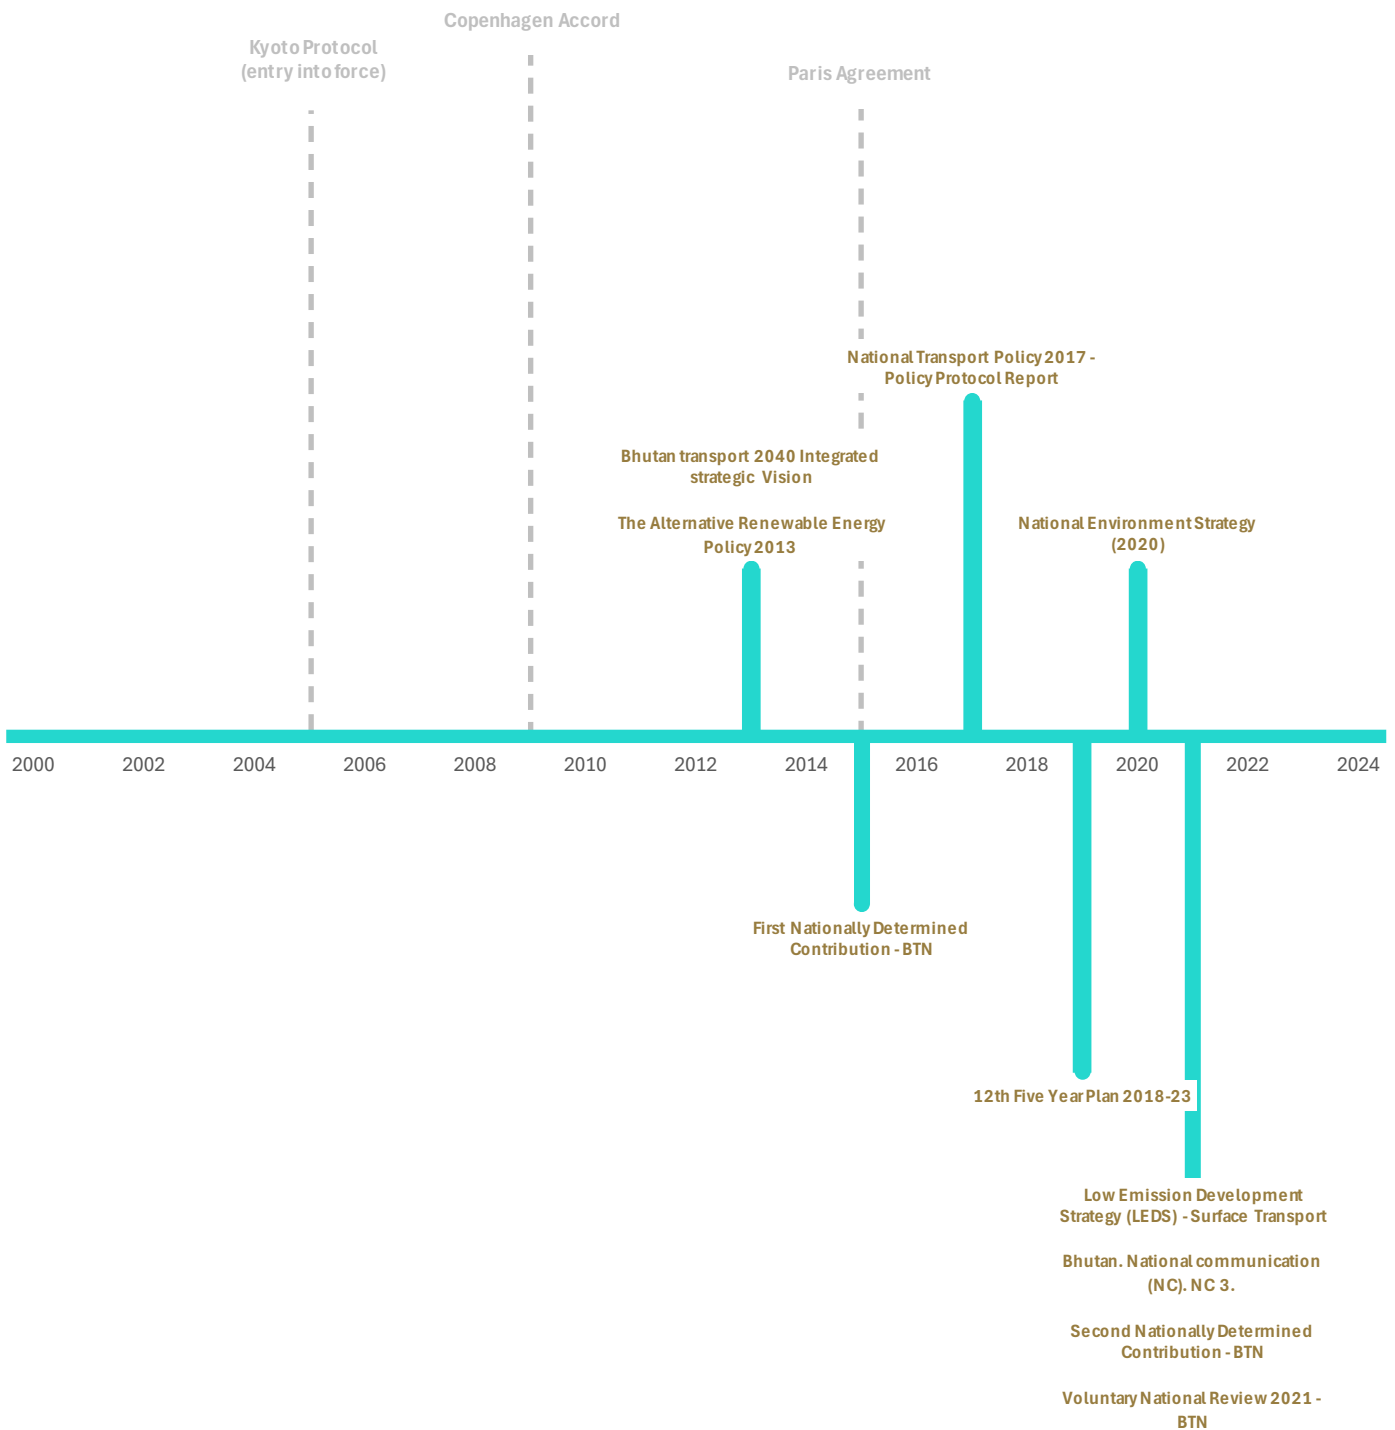 Copenhagen Accord
Kyoto Protocol
(entry into force)
Paris Agreement
National Transport Policy 2017 -
Policy Protocol Report
Bhutan transport 2040 Integrated
strategic Vision
The Alternative Renewable Energy
Policy 2013
National Environment Strategy
(2020)
2000 2002 2004 2006 2008 2010 2012 2014 2016 2018 2020 2022 2024
First Nationally Determined
Contribution - BTN
12th Five Year Plan 2018-23
Low Emission Development
Strategy (LEDS) - Surface Transport
Bhutan. National communication
(NC). NC 3.
Second Nationally Determined
Contribution - BTN
Voluntary National Review 2021 -
BTN